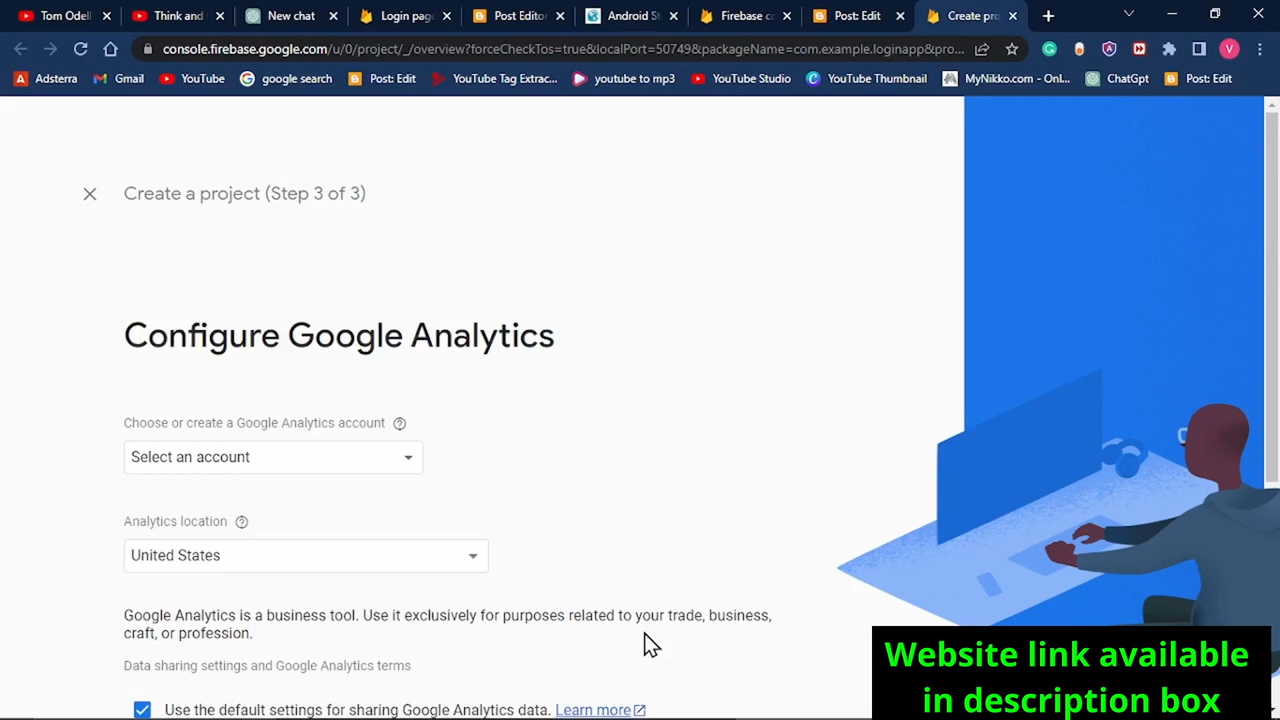 Tom Odell
Think and
New chat
Login pag
Post Editor
Android St
Firebase co
Post Edit
Create pro
console.firebase.google.com/u/0/project/_/overview?forceCheckTos=true&localPort=50749&packageName=com.example.loginapp&pro...
V
Adsterra
Gmail
YouTube
google search
Post: Edit
YouTube Tag Extrac...
youtube to mp3
YouTube Studio
YouTube Thumbnail
MyNikko.com - Onl...
ChatGpt
Post: Edit
Create a project (Step 3 of 3)
Configure Google Analytics
Choose or create a Google Analytics account
Select an account
Analytics location
United States
Google Analytics is a business tool. Use it exclusively for purposes related to your trade, business,
craft, or profession.
Data sharing settings and Google Analytics terms
Use the default settings for sharing Google Analytics data. Learn more
Website link available
in description box